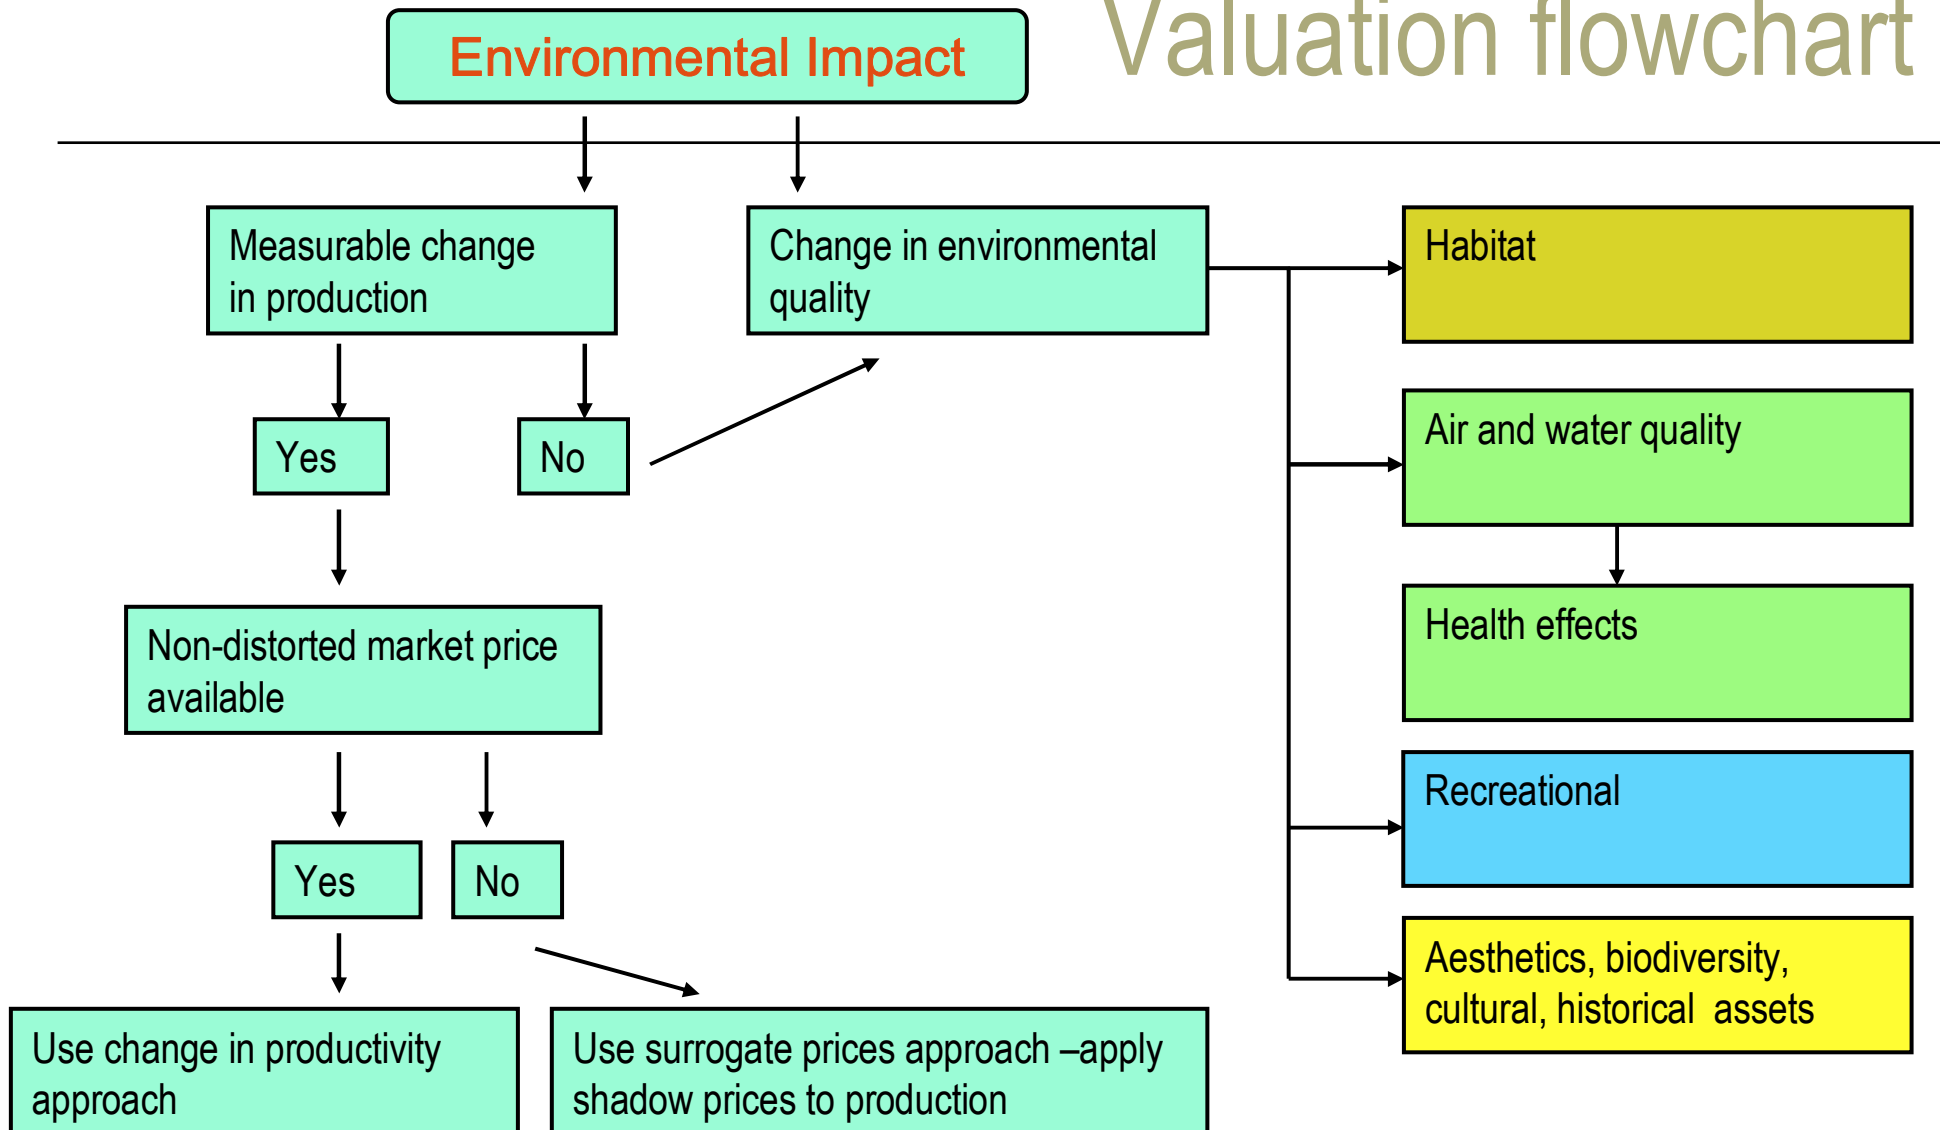 Valuation flowchart
Environmental Impact
Measurable change
in production
Change in environmental
quality
Habitat
Air and water quality
Yes
No
Health effects
Non-distorted market price
available
Recreational
Yes
No
Aesthetics, biodiversity,
cultural, historical assets
Use change in productivity
approach
Use surrogate prices approach –apply
shadow prices to production